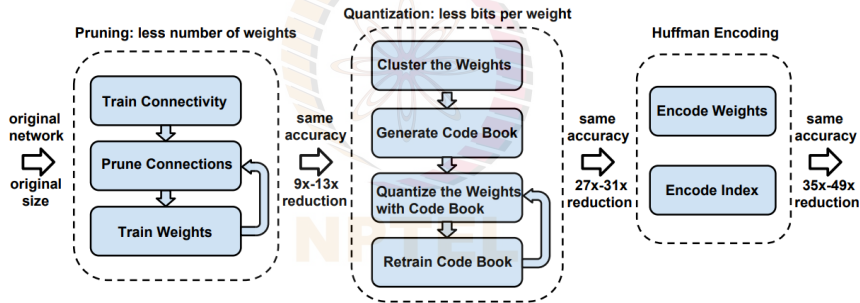 Pruning: less number of weights
Train Connectivity
Prune Connections
Train Weights
original
network
original
size
same
accuracy
9x-13x
reduction
Quantization: less bits per weight
Cluster the Weights
Generate Code Book
Quantize the Weights
with Code Book
Retrain Code Book
same
accuracy
27x-31x
reduction
Huffman Encoding
Encode Weights
Encode Index
same
accuracy
35x-49x
reduction
NPTEL